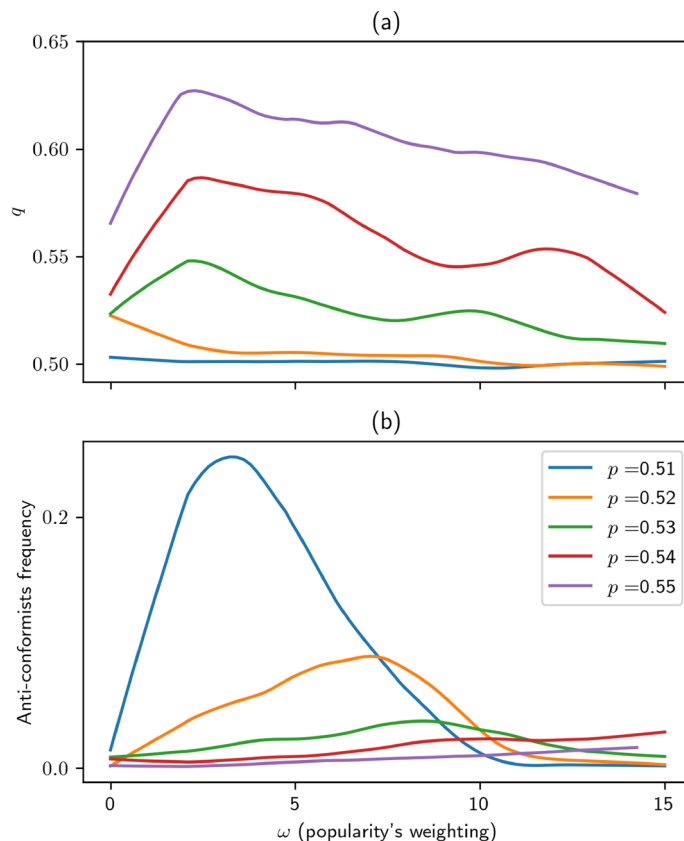 (a)
0.65
0.60
0.55
0.50
q
(b)
0.2
0.0
Anti-conformists frequency
p =0.51
p =0.52
p =0.53
p =0.54
p =0.55
0
5
10
15
ω (popularity's weighting)